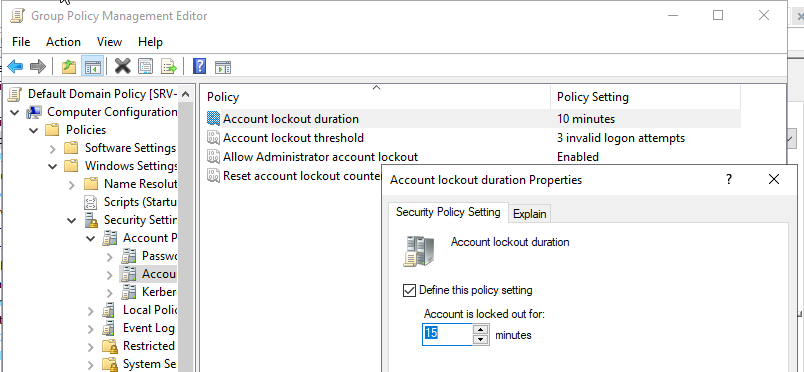 Group Policy Management Editor
File Action View Help
Default Domain Policy [SRV-
Computer Configuration
Policies
Software Settings
Windows Settings
Name Resolut
Scripts (Startu
Security Settin
Account P
Passwo
Accou
Kerber
Local Polic
Event Log
Restricted
System Se
Policy Policy Setting
Account lockout duration 10 minutes
Account lockout threshold 3 invalid logon attempts
Allow Administrator account lockout Enabled
Reset account lockout counte
Account lockout duration Properties
Security Policy Setting Explain
Account lockout duration
Define this policy setting
Account is locked out for:
15 minutes